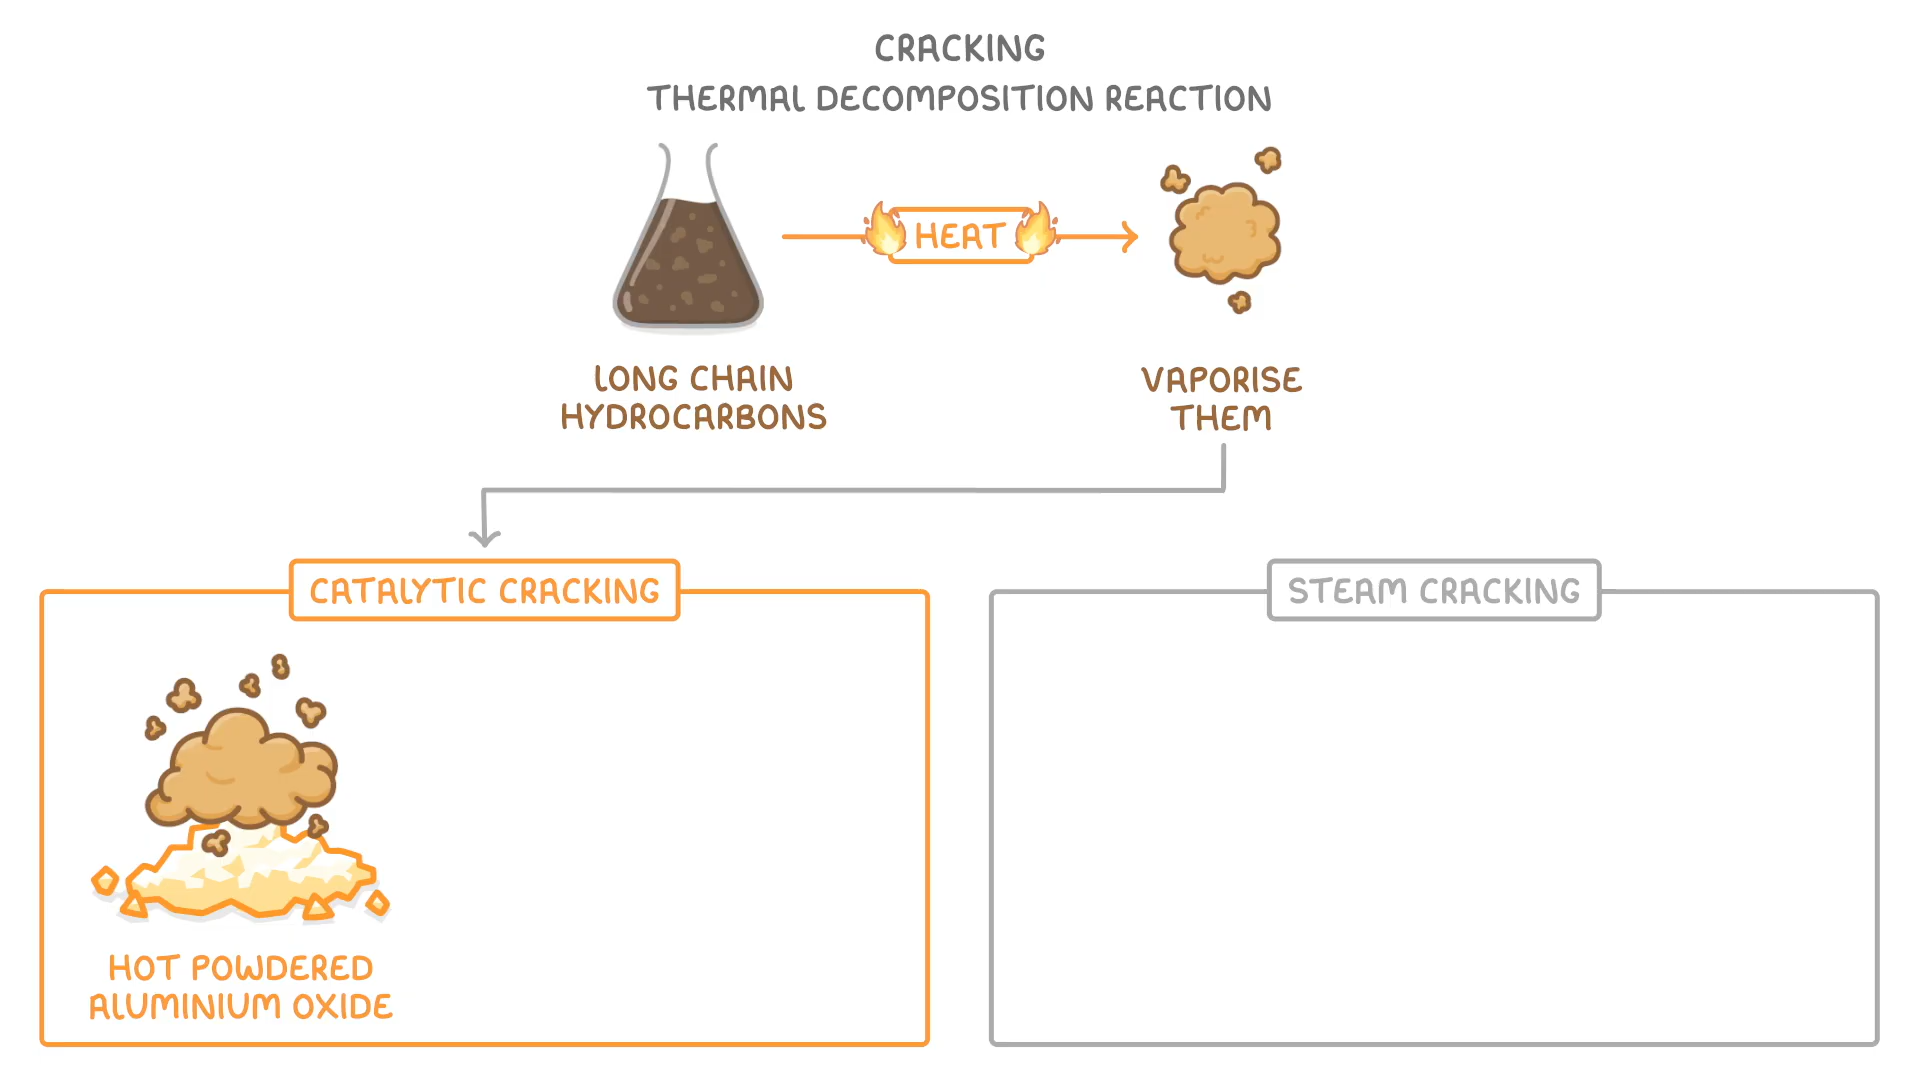 CRACKING
THERMAL DECOMPOSITION REACTION
HEAT
LONG CHAIN
HYDROCARBONS
VAPORISE
THEM
CATALYTIC CRACKING
STEAM CRACKING
HOT POWDERED
ALUMINIUM OXIDE